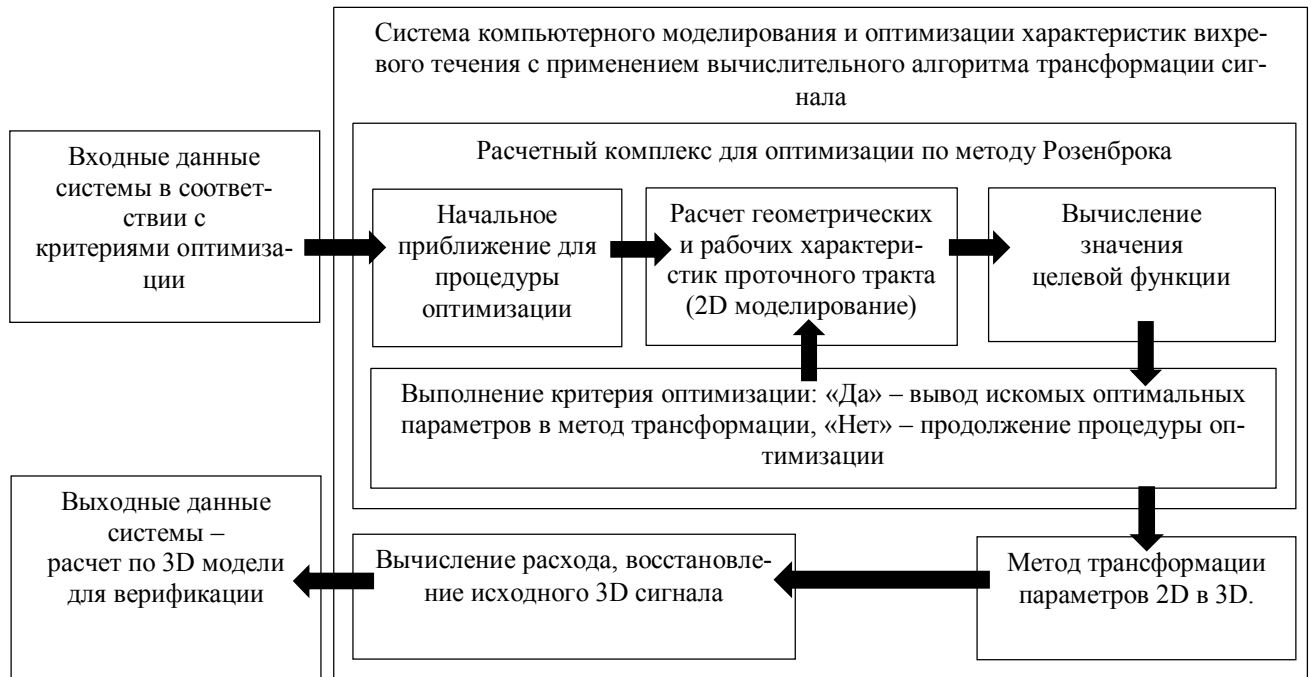 Система компьютерного моделирования и оптимизации характеристик вихре-
вого течения с применением вычислительного алгоритма трансформации сиг-
нала
Входные данные
системы в соответ-
ствии с
критериями оптимиза-
ции
Расчетный комплекс для оптимизации по методу Розенброка
Начальное
приближение для
процедуры
оптимизации
Расчет геометрических
и рабочих характери-
стик проточного тракта
(2D моделирование)
Вычисление
значения
целевой функции
Выполнение критерия оптимизации: «Да» – вывод искомых оптимальных
параметров в метод трансформации, «Нет» – продолжение процедуры оп-
тимизации
Метод трансформации
параметров 2D в 3D.
Вычисление расхода, восстановле-
ние исходного 3D сигнала
Выходные данные
системы –
расчет по 3D модели
для верификации